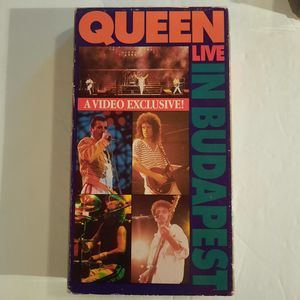 QUEEN
LIVE
IN BUDAPEST
A VIDEO EXCLUSIVE!